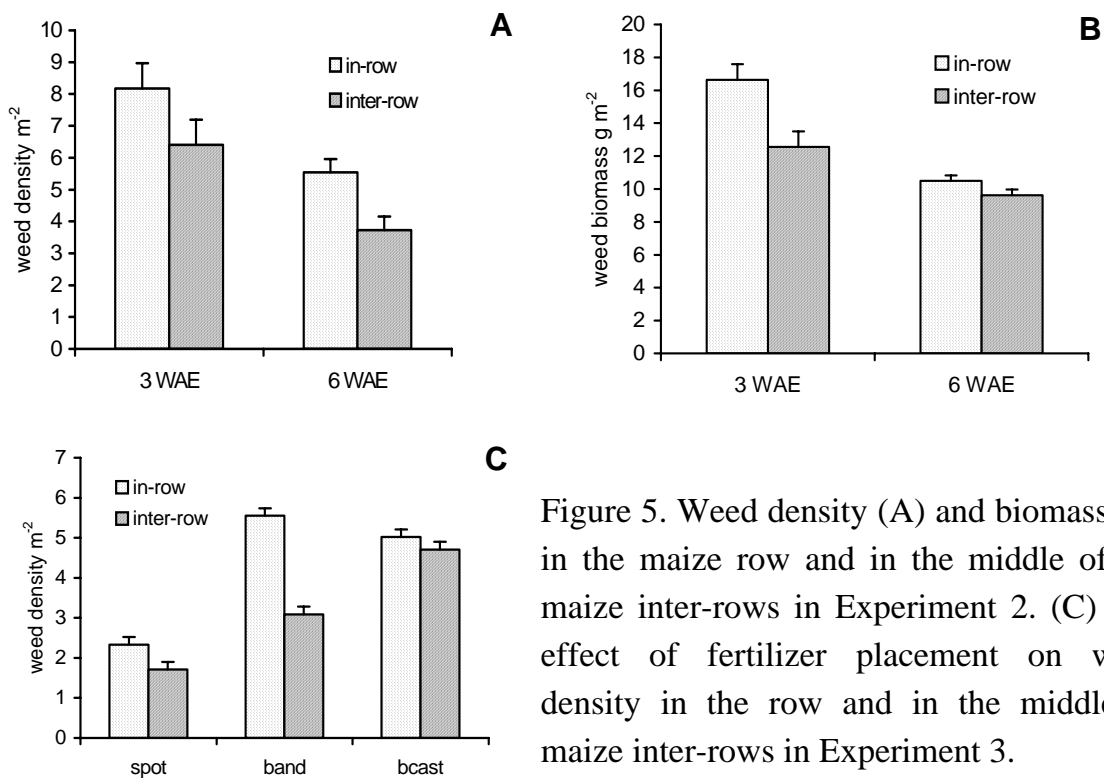 A
weed density m-2
10
9
8
7
6
5
4
3
2
1
0
in-row
inter-row
3 WAE
6 WAE
B
weed biomass g m-2
20
18
16
14
12
10
8
6
4
2
0
in-row
inter-row
3 WAE
6 WAE
C
weed density m-2
7
6
5
4
3
2
1
0
in-row
inter-row
spot
band
bcast
Figure 5. Weed density (A) and biomass
in the maize row and in the middle of
maize inter-rows in Experiment 2. (C)
effect of fertilizer placement on w
density in the row and in the middle
maize inter-rows in Experiment 3.